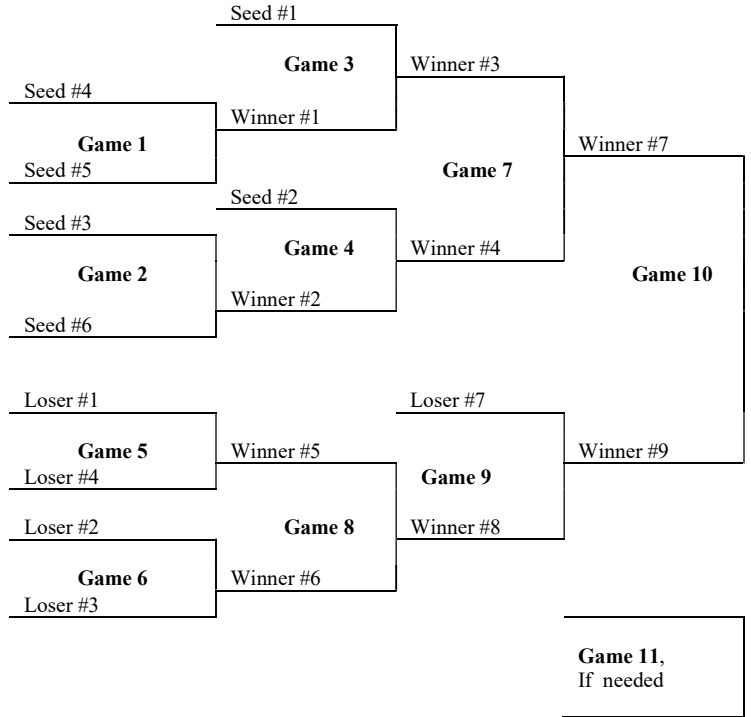 Seed #1
Game 3
Winner #3
Seed #4
Winner #1
Game 1
Winner #7
Seed #5
Game 7
Seed #2
Seed #3
Game 4
Winner #4
Game 2
Game 10
Winner #2
Seed #6
Loser #1
Loser #7
Game 5
Winner #5
Winner #9
Loser #4
Game 9
Loser #2
Game 8
Winner #8
Game 6
Winner #6
Loser #3
Game 11,
If needed